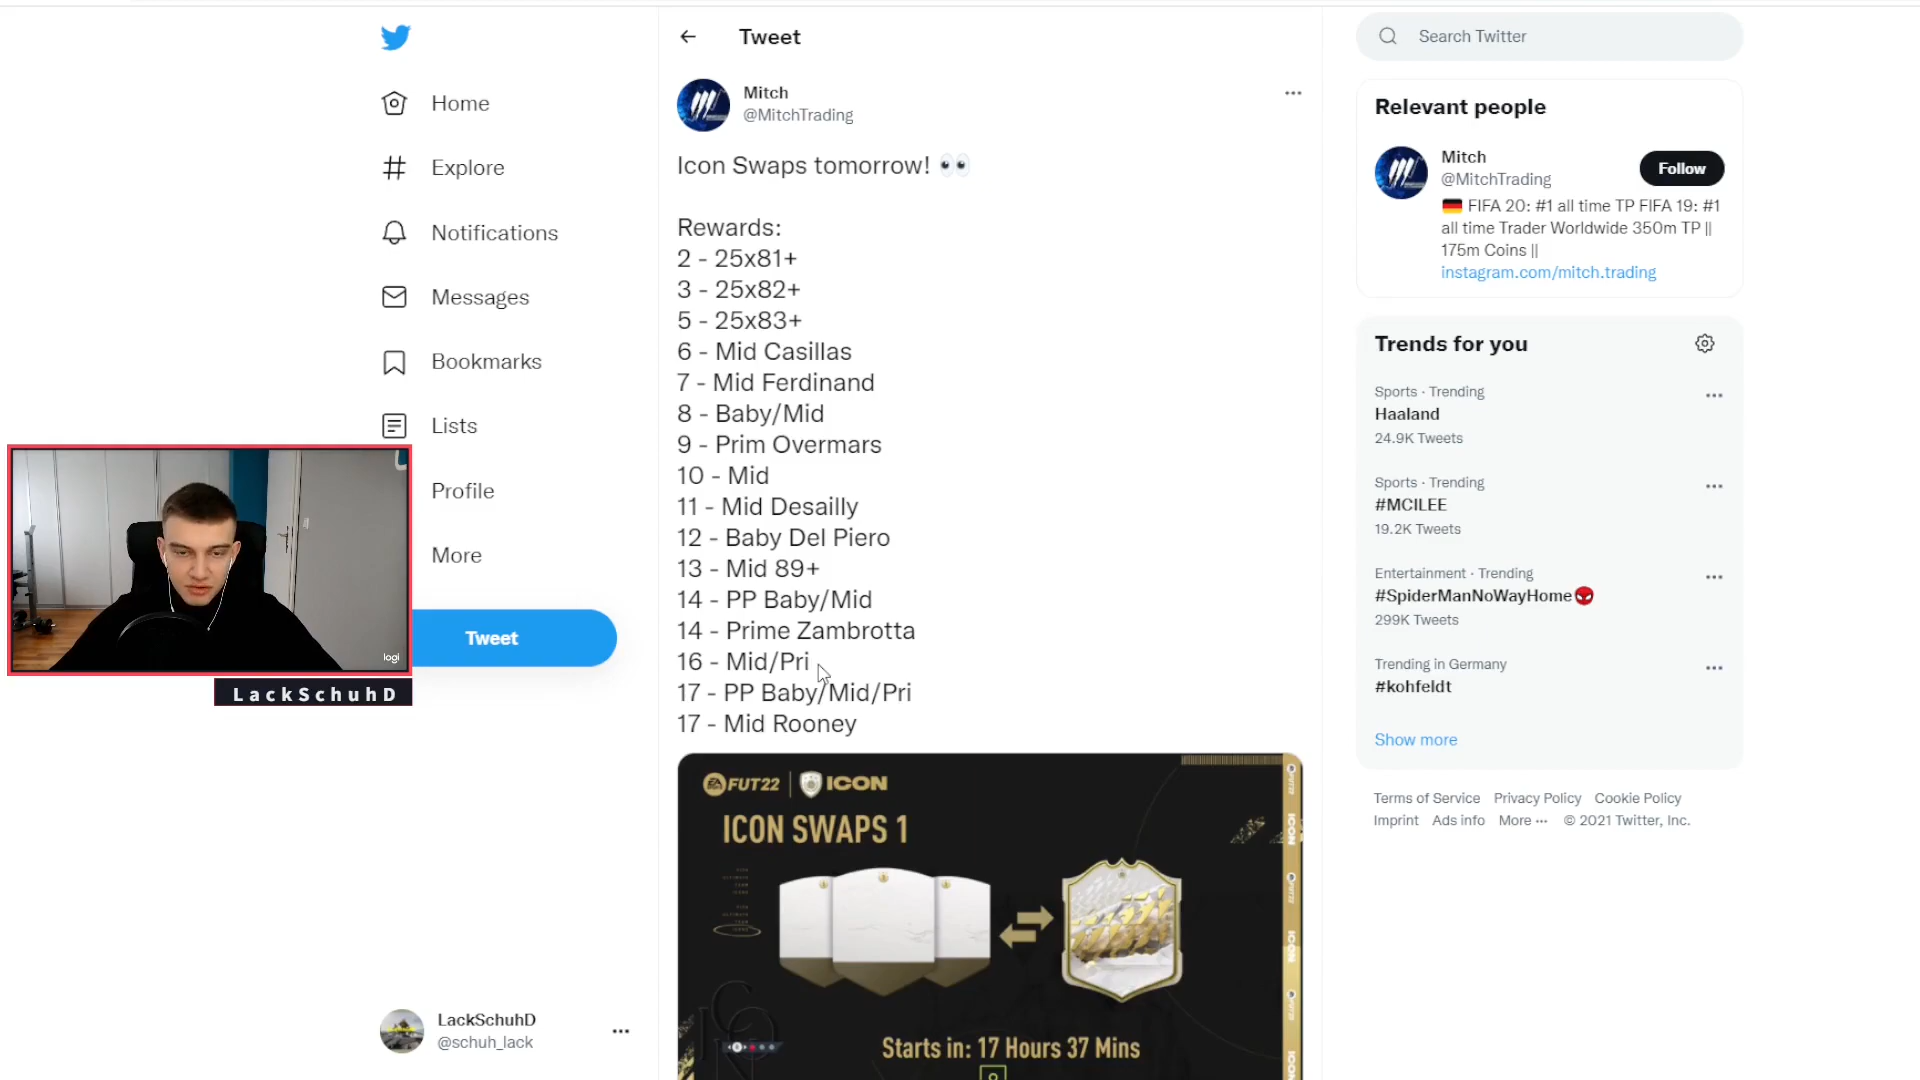 Home
Explore
Notifications
Messages
Bookmarks
Lists
Profile
More
Tweet
logi
LackSchuhD
LackSchuhD
@schuh_lack
Tweet
Mitch
@MitchTrading
Icon Swaps tomorrow! 👀
Rewards:
2 - 25x81+
3 - 25x82+
5 - 25x83+
6 - Mid Casillas
7 - Mid Ferdinand
8 - Baby/Mid
9 - Prim Overmars
10 - Mid
11 - Mid Desailly
12 - Baby Del Piero
13 - Mid 89+
14 - PP Baby/Mid
14 - Prime Zambrotta
16 - Mid/Pri
17 - PP Baby/Mid/Pri
17 - Mid Rooney
EA FUT22 | ICON
ICON SWAPS 1
Starts in: 17 Hours 37 Mins
Search Twitter
Relevant people
Mitch
@MitchTrading
Follow
🇩🇪 FIFA 20: #1 all time TP FIFA 19: #1
all time Trader Worldwide 350m TP ||
175m Coins ||
instagram.com/mitch.trading
Trends for you
Sports · Trending
Haaland
24.9K Tweets
Sports · Trending
#MCILEE
19.2K Tweets
Entertainment · Trending
#SpiderManNoWayHome
299K Tweets
Trending in Germany
#kohfeldt
Show more
Terms of Service Privacy Policy Cookie Policy
Imprint Ads info More ··· © 2021 Twitter, Inc.